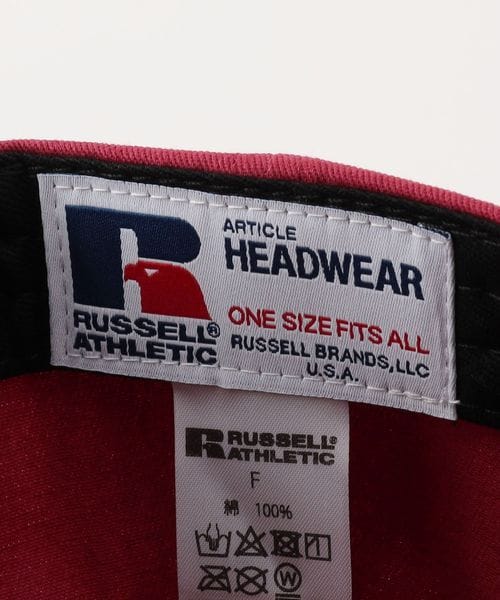 ARTICLE
HEADWEAR
RUSSELL®
ATHLETIC
ONE SIZE FITS ALL
RUSSELL BRANDS, LLC
U.S.A.
RUSSELL®
ATHLETIC
F
綿 100%
W